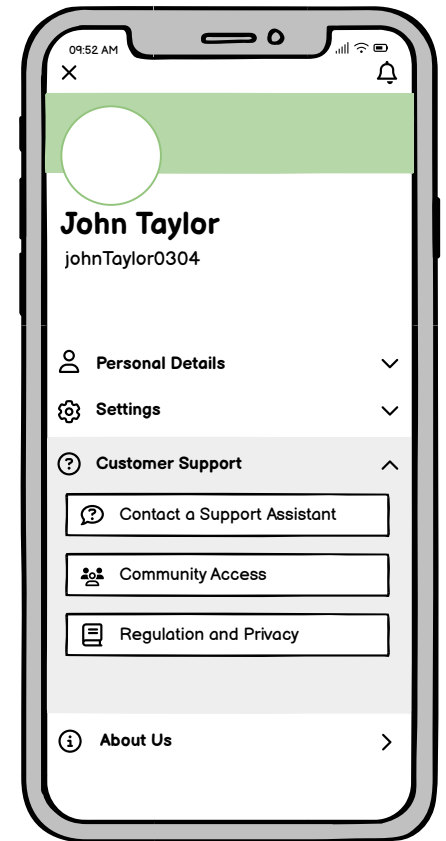 09:52 AM
John Taylor
johnTaylor0304
Personal Details
Settings
Customer Support
Contact a Support Assistant
Community Access
Regulation and Privacy
About Us